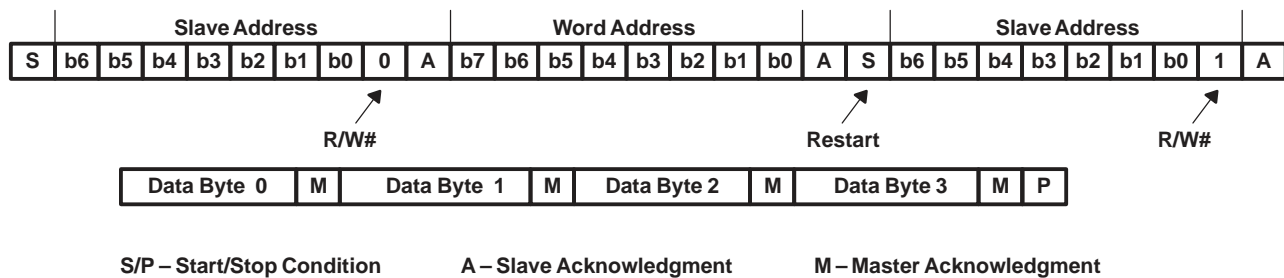 Slave Address Word Address Slave Address
S b6 b5 b4 b3 b2 b1 b0 0 A b7 b6 b5 b4 b3 b2 b1 b0 A S b6 b5 b4 b3 b2 b1 b0 1 A
R/W# Restart R/W#
Data Byte 0 M Data Byte 1 M Data Byte 2 M Data Byte 3 M P
S/P – Start/Stop Condition A – Slave Acknowledgment M – Master Acknowledgment